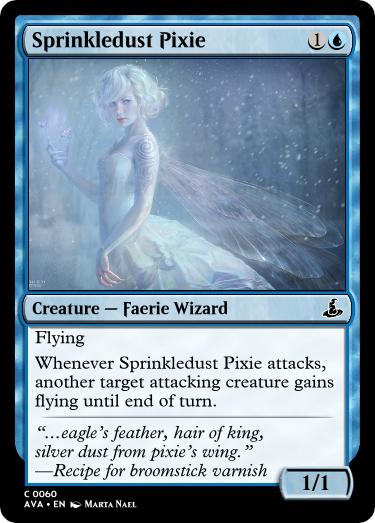 Sprinkledust Pixie 1
Creature — Faerie Wizard
Flying
Whenever Sprinkledust Pixie attacks,
another target attacking creature gains
flying until end of turn.
“...eagle's feather, hair of king,
silver dust from pixie's wing.”
—Recipe for broomstick varnish
1/1
C 0060
AVA • EN Marta Nael